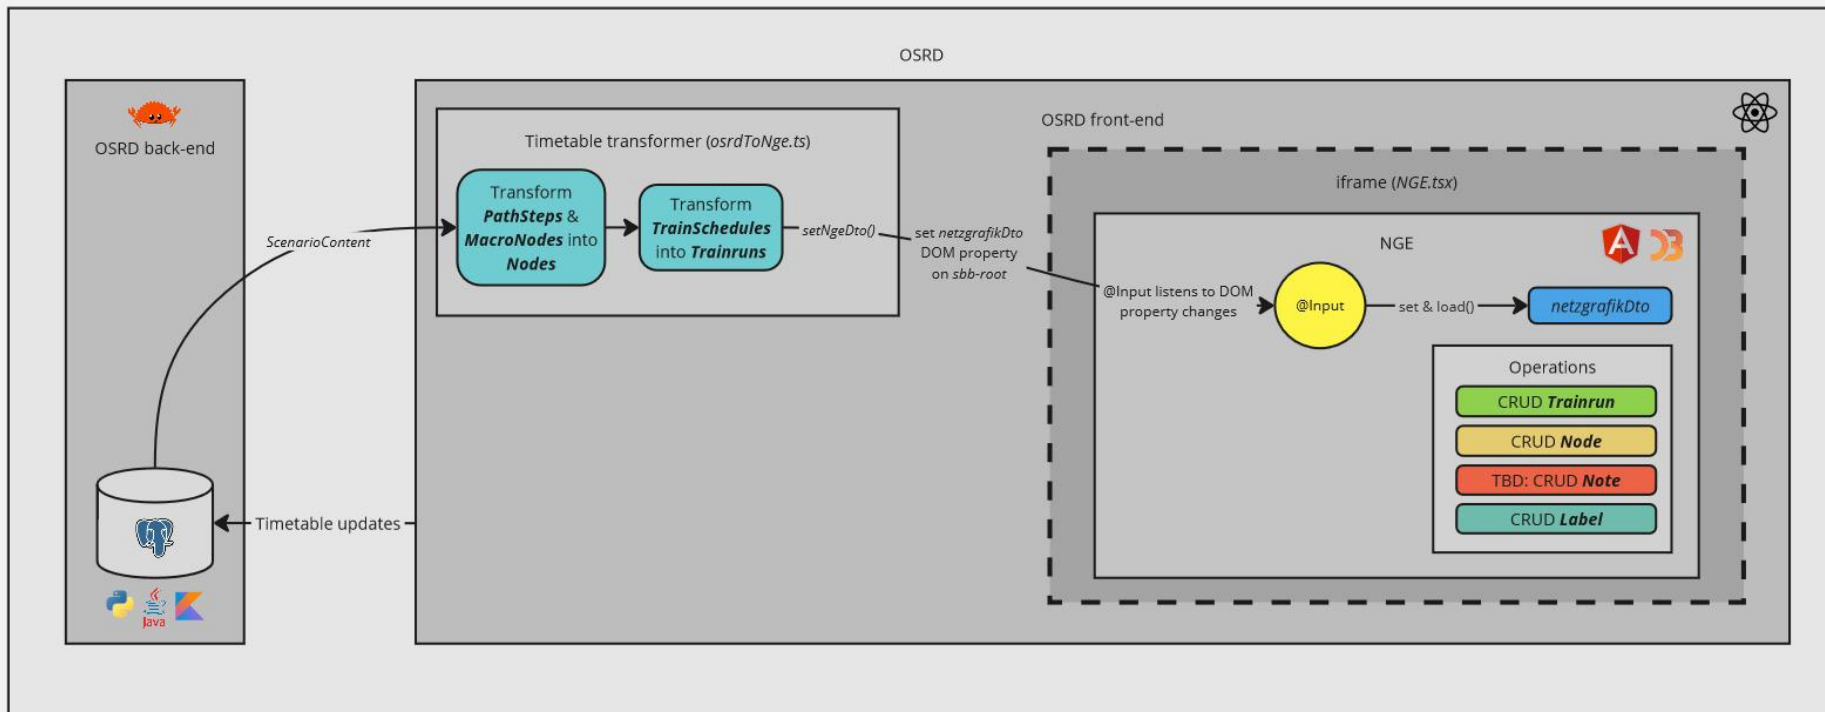 OSRD
OSRD back-end
ScenarioContent
Timetable updates
Java
Timetable transformer (osrdToNge.ts)
Transform
PathSteps &
MacroNodes into
Nodes
Transform
TrainSchedules
into Trainruns
setNgeDto()
set netzgrafikDto
DOM property
on sbb-root
OSRD front-end
iframe (NGE.tsx)
NGE
@Input listens to DOM
property changes
@Input
set & load()
netzgrafikDto
Operations
CRUD Trainrun
CRUD Node
TBD: CRUD Note
CRUD Label